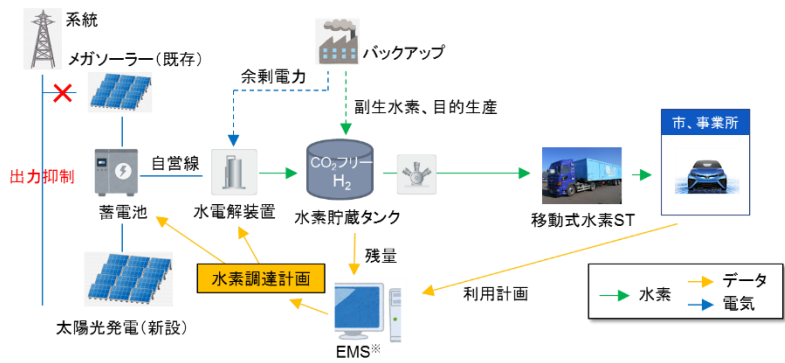 系統
メガソーラー（既存）
バックアップ
余剰電力
副生水素、目的生産
市、事業所
出力抑制
自営線
CO₂フリー
H₂
蓄電池
水電解装置
水素貯蔵タンク
移動式水素ST
残量
水素調達計画
利用計画
太陽光発電（新設）
EMS※
水素
データ
電気